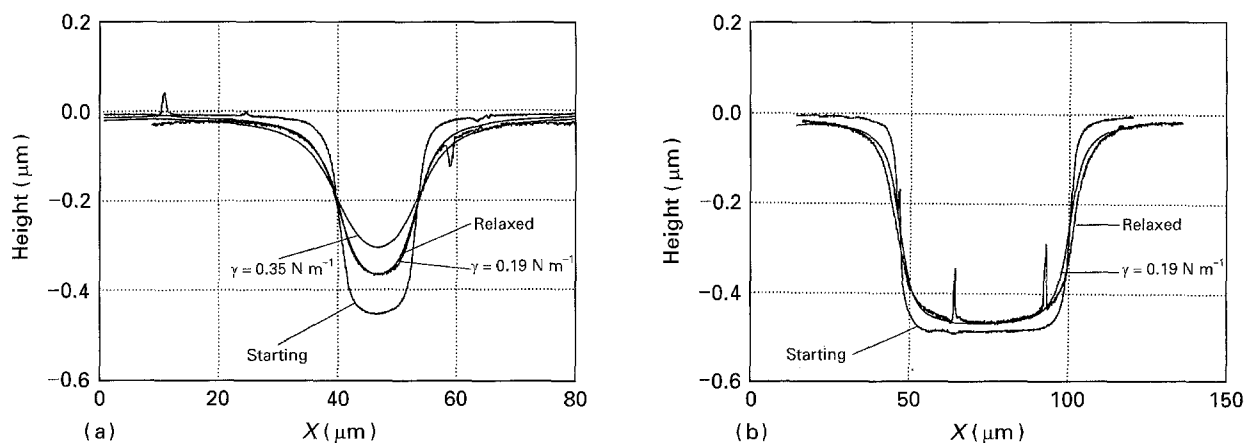 0.2
0.0
−0.2
−0.4
−0.6
Height (μm)
Relaxed
γ = 0.35 N m⁻¹
γ = 0.19 N m⁻¹
Starting
0
20
40
60
80
(a)
X (μm)
0.2
0.0
−0.2
−0.4
−0.6
Height (μm)
Relaxed
γ = 0.19 N m⁻¹
Starting
50
100
150
(b)
X (μm)